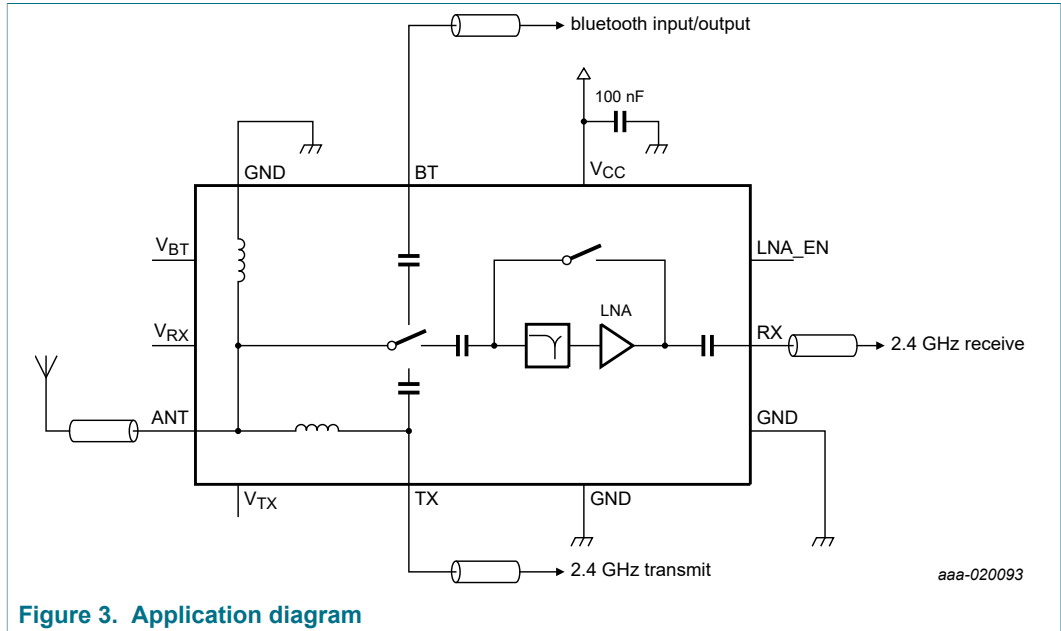 bluetooth input/output
100 nF
GND
BT
VCC
VBT
LNA_EN
LNA
VRX
RX
2.4 GHz receive
ANT
GND
VTX
TX
GND
2.4 GHz transmit
aaa-020093
Figure 3. Application diagram